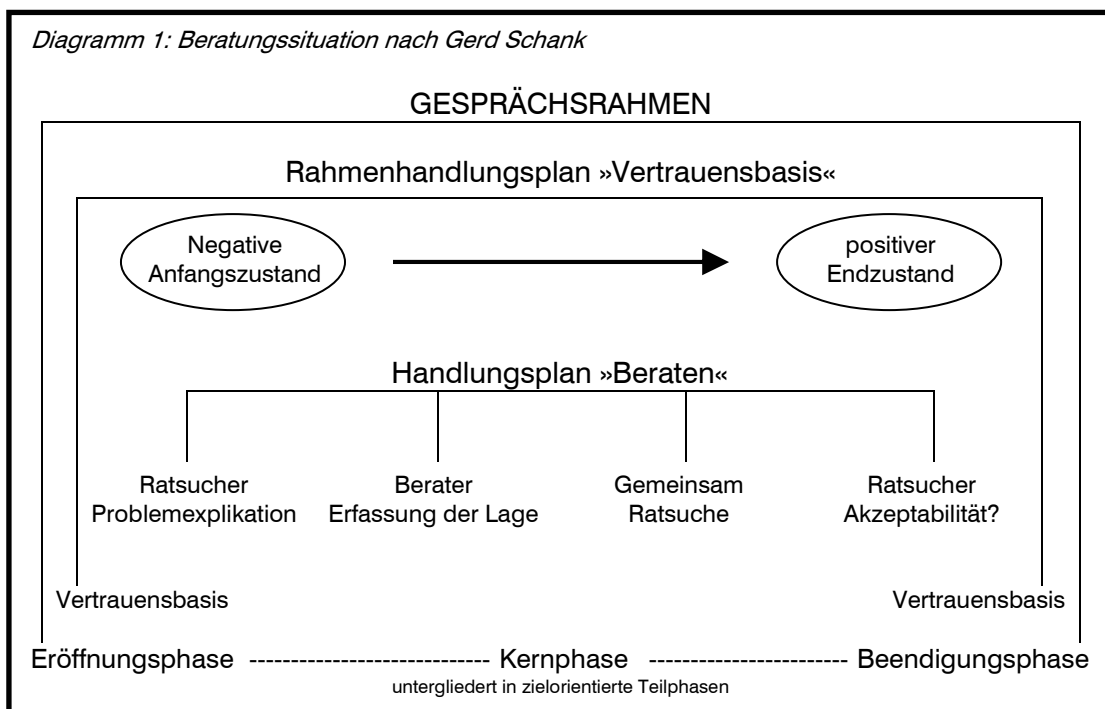 Diagramm 1: Beratungssituation nach Gerd Schank
GESPRÄCHSRAHMEN
Rahmenhandlungsplan »Vertrauensbasis«
Negative
Anfangszustand
positiver
Endzustand
Handlungsplan »Beraten«
Ratsucher
Problemexplikation
Berater
Erfassung der Lage
Gemeinsam
Ratsuche
Ratsucher
Akzeptabilität?
Vertrauensbasis
Vertrauensbasis
Eröffnungsphase ----------------------------- Kernphase ------------------------ Beendigungsphase
untergliedert in zielorientierte Teilphasen